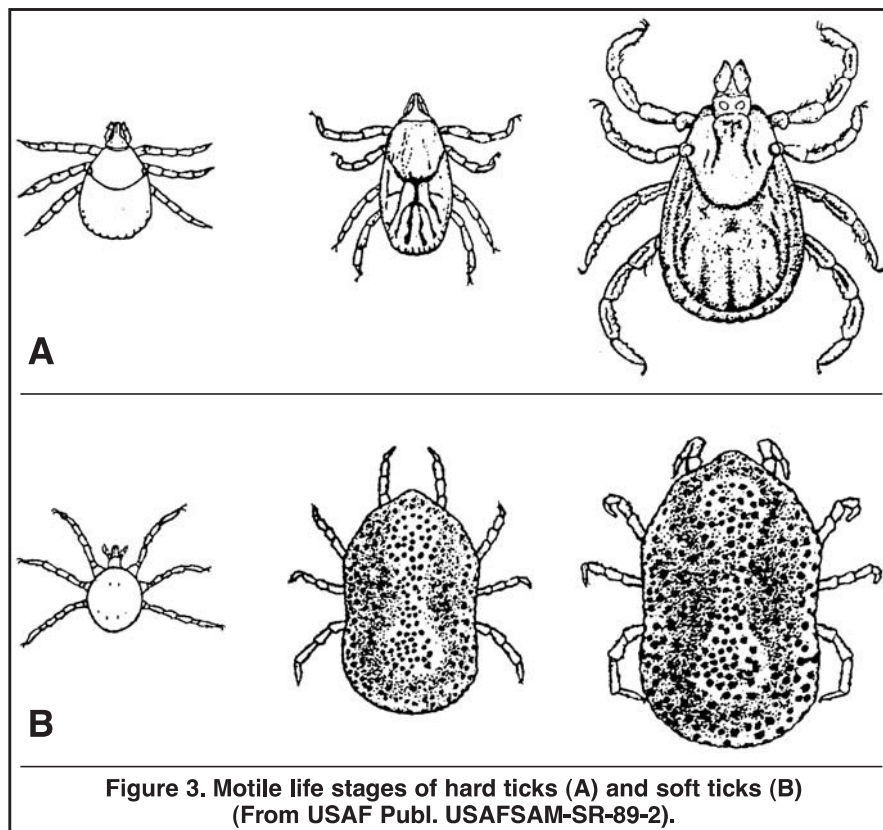 A
B
Figure 3. Motile life stages of hard ticks (A) and soft ticks (B)
(From USAF Publ. USAFSAM-SR-89-2).